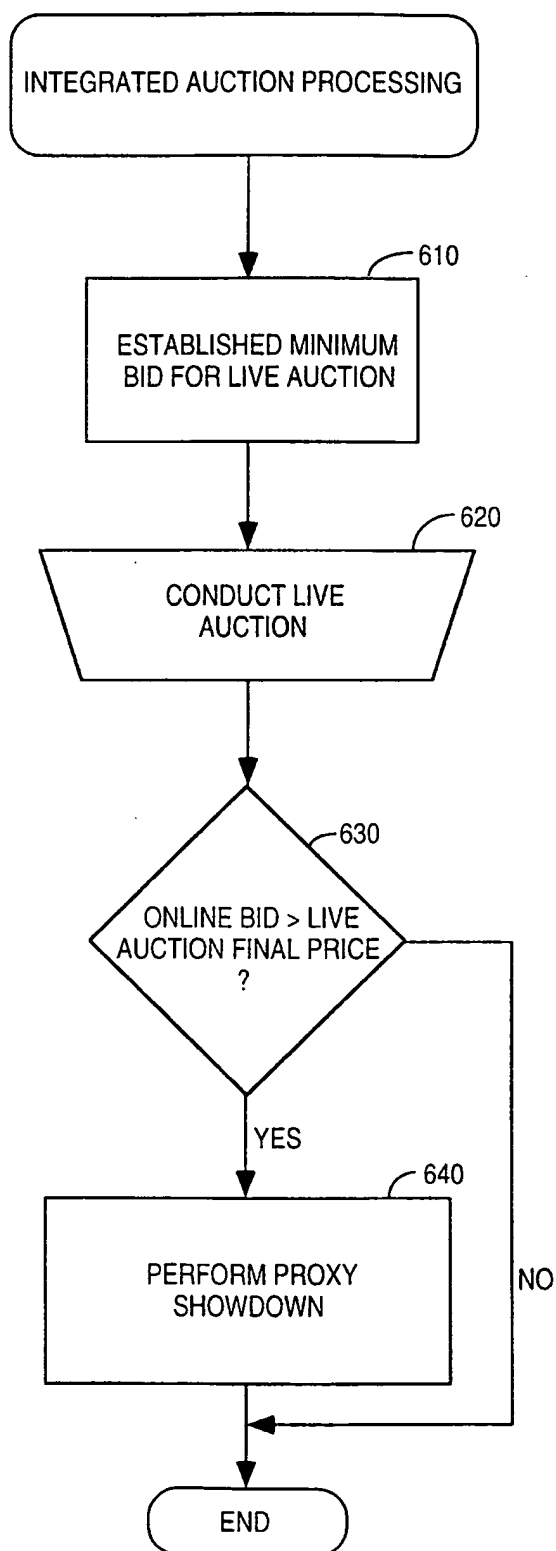 INTEGRATED AUCTION PROCESSING
610
ESTABLISHED MINIMUM
BID FOR LIVE AUCTION
620
CONDUCT LIVE
AUCTION
630
ONLINE BID > LIVE
AUCTION FINAL PRICE
?
YES
640
PERFORM PROXY
SHOWDOWN
NO
END